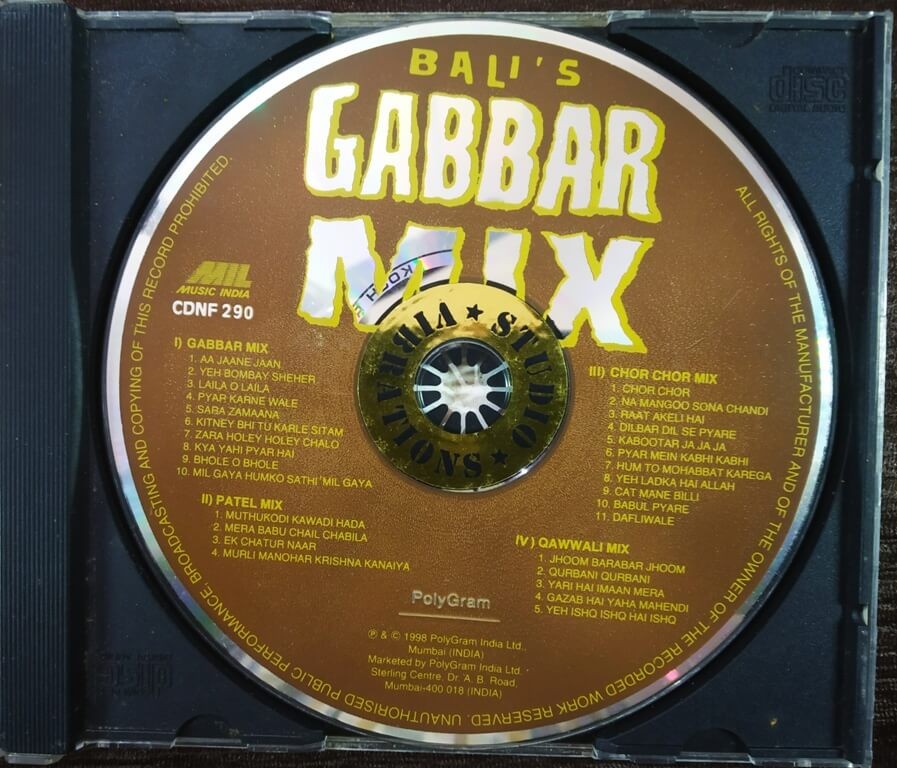 BALI'S
GABBAR
MIX
STUDIO ★ VIBRATIONS ★
MIL
MUSIC INDIA
CDNF 290
I) GABBAR MIX
1. AA JAANE JAAN
2. YEH BOMBAY SHEHER
3. LAILA O LAILA
4. PYAR KARNE WALE
5. SARA ZAMAANA
6. KITNEY BHI TU KARLE SITAM
7. ZARA HOLEY HOLEY CHALO
8. KYA YAHI PYAR HAI
9. BHOLE O BHOLE
10. MIL GAYA HUMKO SATHI 'MIL GAYA
II) PATEL MIX
1. MUTHUKODI KAWADI HADA
2. MERA BABU CHAIL CHABILA
3. EK CHATUR NAAR
4. MURLI MANOHAR KRISHNA KANAIYA
III) CHOR CHOR MIX
1. CHOR CHOR
2. NA MANGOO SONA CHANDI
3. RAAT AKELI HAI
4. DILBAR DIL SE PYARE
5. KABOOTAR JA JA JA
6. PYAR MEIN KABHI KABHI
7. HUM TO MOHABBAT KAREGA
8. YEH LADKA HAI ALLAH
9. CAT MANE BILLI
10. BABUL PYARE
11. DAFLIWALE
IV) QAWWALI MIX
1. JHOOM BARABAR JHOOM
2. QURBANI QURBANI
3. YARI HAI IMAAN MERA
4. GAZAB HAI YAHA MAHENDI
5. YEH ISHQ ISHQ HAI ISHQ
PolyGram
℗ & © 1998 PolyGram India Ltd.,
Mumbai (INDIA)
Marketed by PolyGram India Ltd.
Sterling Centre, Dr. A. B. Road,
Mumbai-400 018 (INDIA)
ALL RIGHTS OF THE MANUFACTURER AND OF THE OWNER OF THE RECORDED WORK RESERVED. UNAUTHORISED PUBLIC PERFORMANCE, BROADCASTING AND COPYING OF THIS RECORD PROHIBITED.
disc
DIGITAL AUDIO